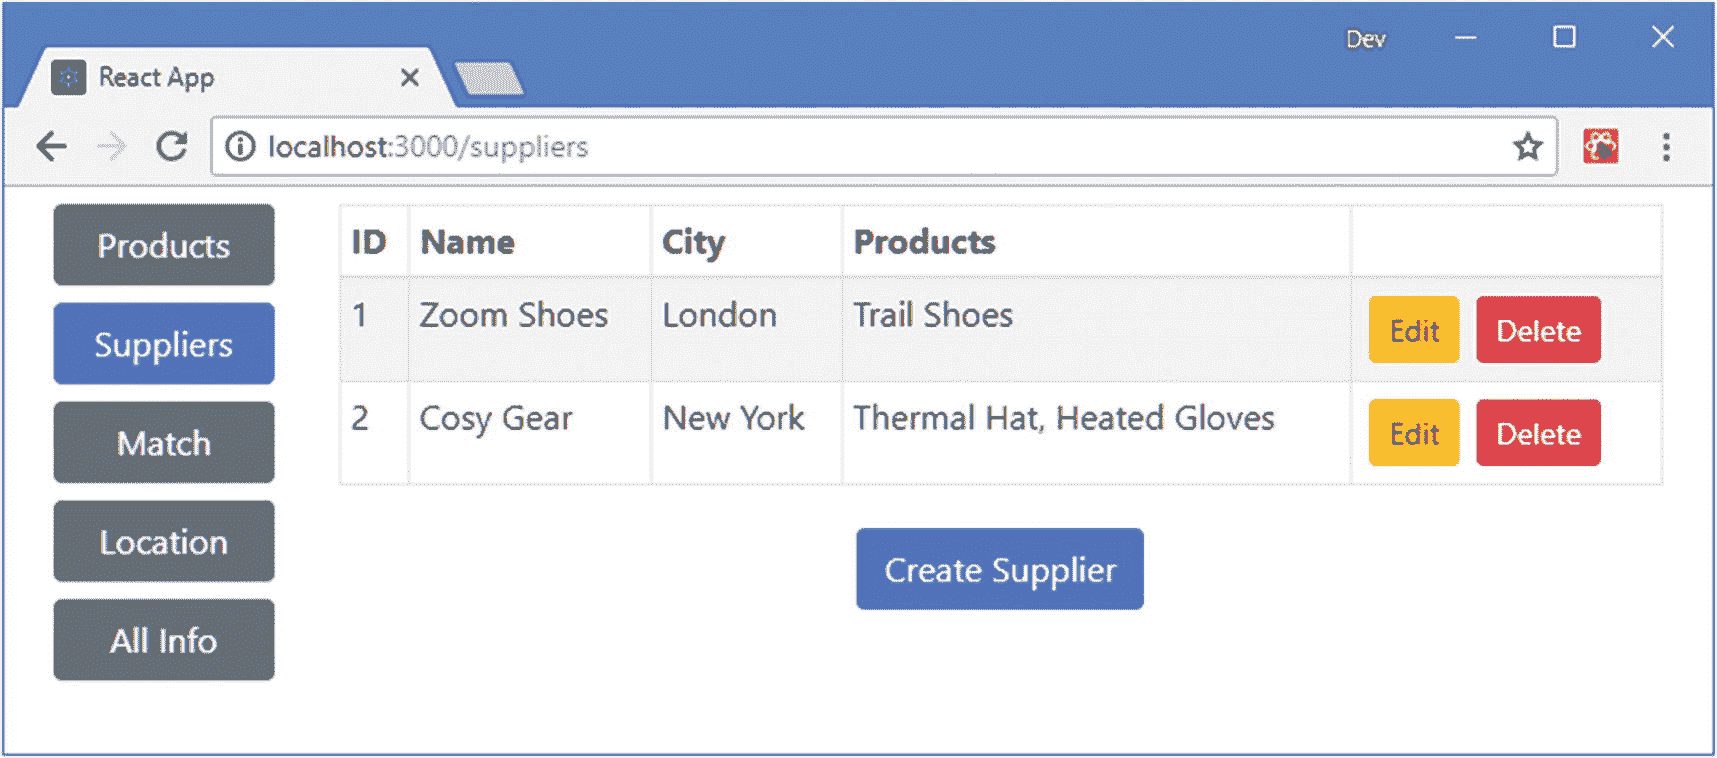 Dev
React App
localhost:3000/suppliers
Products
Suppliers
Match
Location
All Info
ID Name City Products
1 Zoom Shoes London Trail Shoes Edit Delete
2 Cosy Gear New York Thermal Hat, Heated Gloves Edit Delete
Create Supplier